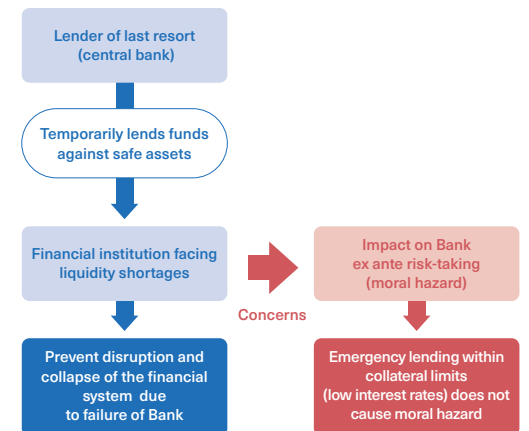 Lender of last resort
(central bank)
Temporarily lends funds
against safe assets
Financial institution facing
liquidity shortages
Concerns
Impact on Bank
ex ante risk-taking
(moral hazard)
Prevent disruption and
collapse of the financial
system due
to failure of Bank
Emergency lending within
collateral limits
(low interest rates) does not
cause moral hazard